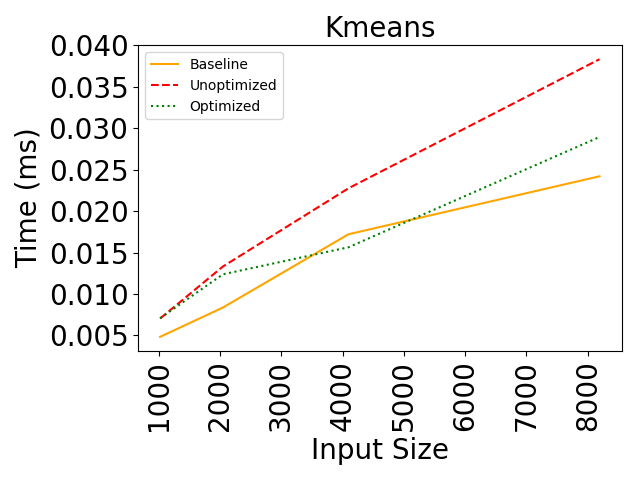 Kmeans
Baseline
Unoptimized
Optimized
Time (ms)
0.040
0.035
0.030
0.025
0.020
0.015
0.010
0.005
1000
2000
3000
4000
5000
6000
7000
8000
Input Size